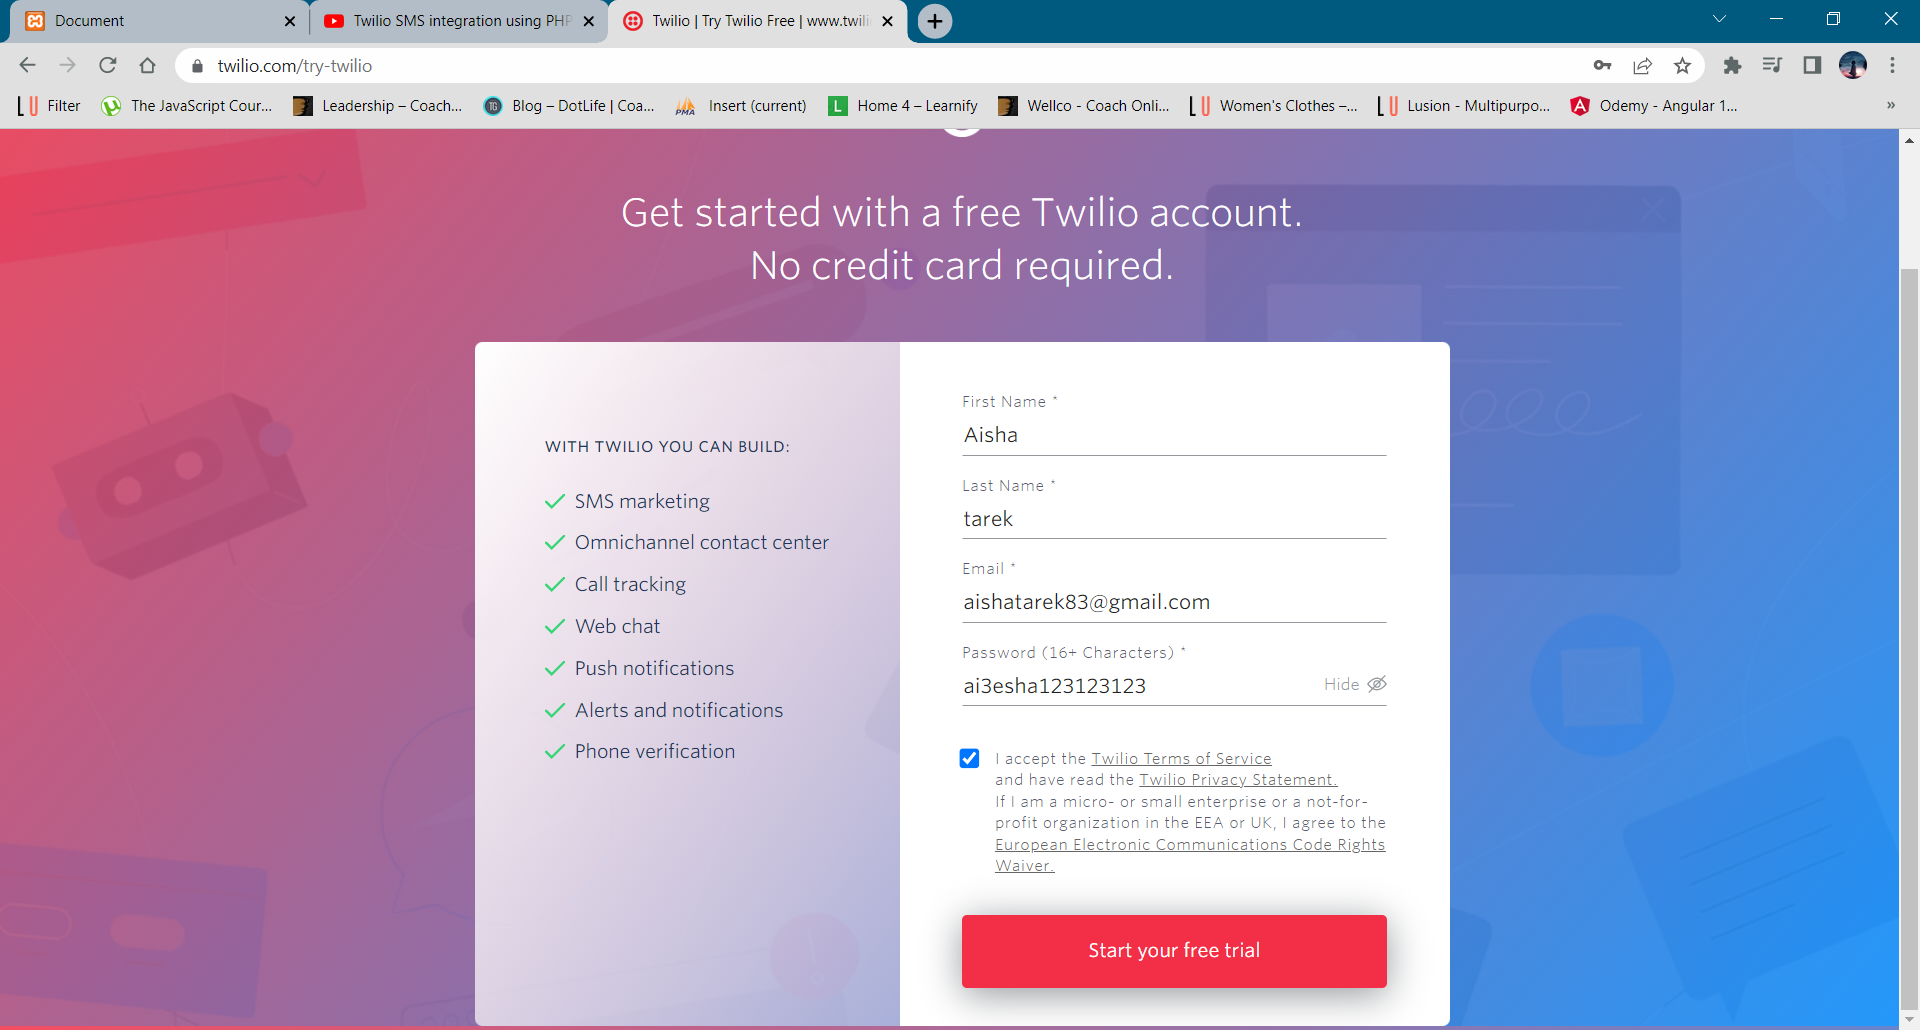 Document
Twilio SMS integration using PHP
Twilio | Try Twilio Free | www.twili
twilio.com/try-twilio
Filter
The JavaScript Cour...
Leadership – Coach...
TG
Blog – DotLife | Coa...
PMA
Insert (current)
L
Home 4 – Learnify
Wellco - Coach Onli...
Women's Clothes –...
Lusion - Multipurpo...
A
Odemy - Angular 1...
»
Get started with a free Twilio account.
No credit card required.
WITH TWILIO YOU CAN BUILD:
SMS marketing
Omnichannel contact center
Call tracking
Web chat
Push notifications
Alerts and notifications
Phone verification
First Name *
Aisha
Last Name *
tarek
Email *
aishatarek83@gmail.com
Password (16+ Characters) *
ai3esha123123123
Hide
I accept the Twilio Terms of Service
and have read the Twilio Privacy Statement.
If I am a micro- or small enterprise or a not-for-
profit organization in the EEA or UK, I agree to the
European Electronic Communications Code Rights
Waiver.
Start your free trial